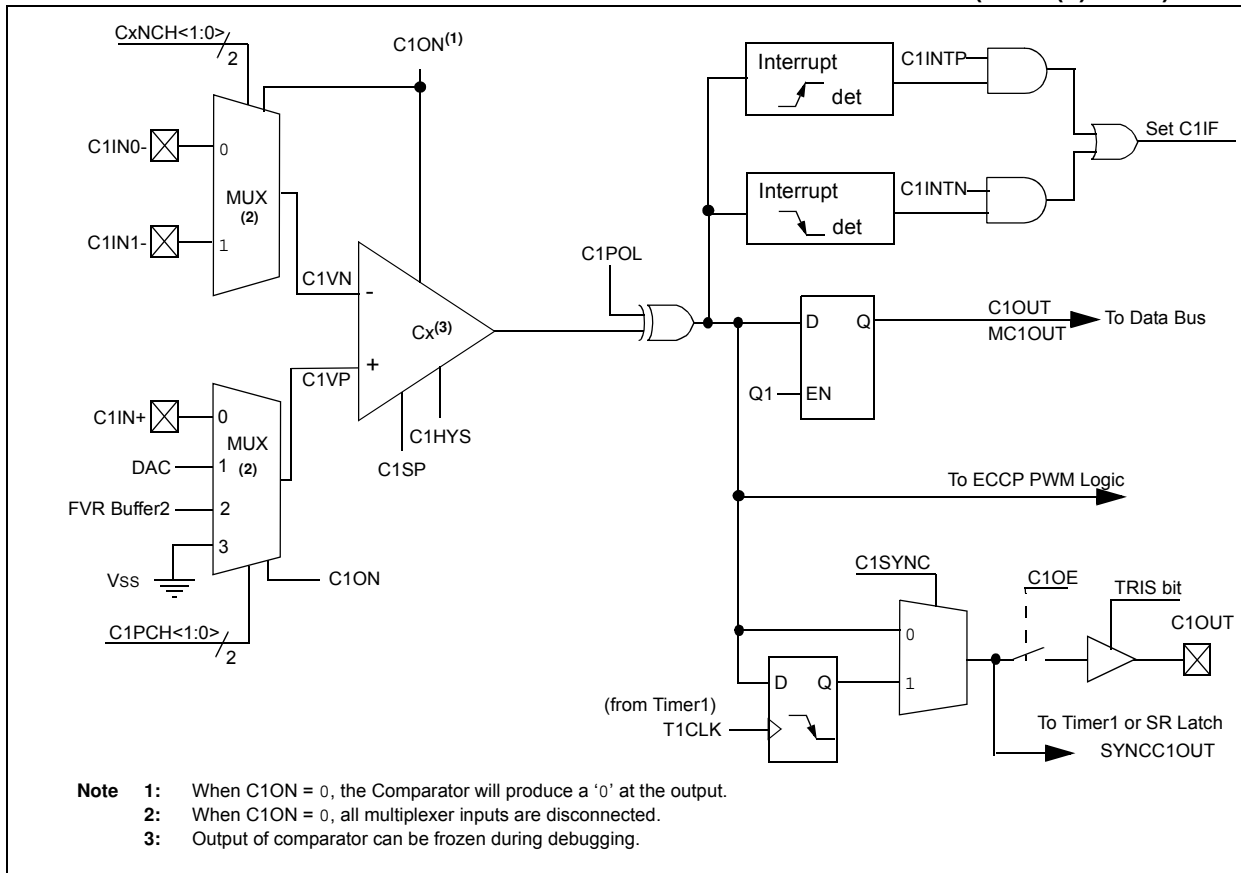 CxNCH<1:0>
2
C1ON(1)
C1IN0-
0
MUX
(2)
C1IN1-
1
C1VN
-
Cx(3)
C1VP
+
C1IN+
0
MUX
(2)
DAC
1
FVR Buffer2
2
3
VSS
C1ON
C1PCH<1:0>
2
C1HYS
C1SP
C1POL
Interrupt
det
C1INTP
Interrupt
det
C1INTN
Set C1IF
D
Q
Q1
EN
C1OUT
MC1OUT
To Data Bus
To ECCP PWM Logic
C1SYNC
0
1
D
Q
(from Timer1)
T1CLK
C1OE
TRIS bit
C1OUT
To Timer1 or SR Latch
SYNCC1OUT
Note 1: When C1ON = 0, the Comparator will produce a ‘0’ at the output.
2: When C1ON = 0, all multiplexer inputs are disconnected.
3: Output of comparator can be frozen during debugging.